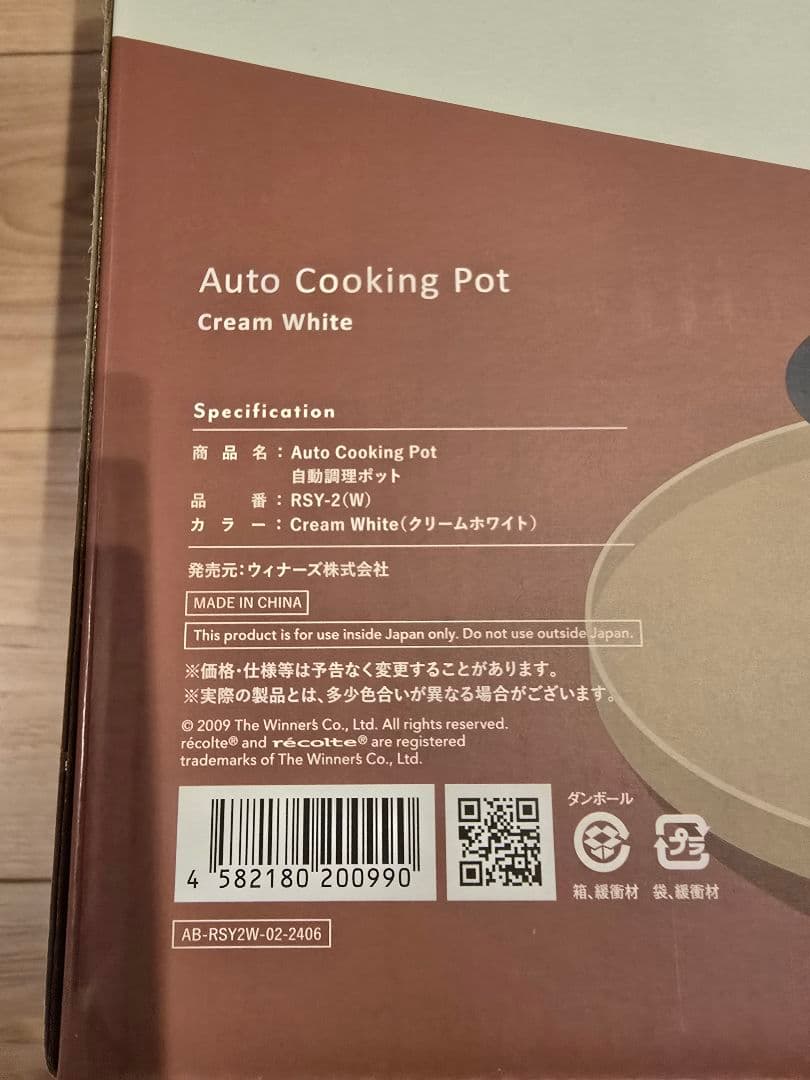 Auto Cooking Pot
Cream White
Specification
商品名：Auto Cooking Pot
自動調理ポット
品番：RSY-2(W)
カラー：Cream White(クリームホワイト)
発売元：ウィナーズ株式会社
MADE IN CHINA
This product is for use inside Japan only. Do not use outside Japan.
※価格・仕様等は予告なく変更することがあります。
※実際の製品とは、多少色合いが異なる場合がございます。
© 2009 The Winner's Co., Ltd. All rights reserved.
récolte® and récolte® are registered
trademarks of The Winner's Co., Ltd.
ダンボール
プラ
箱、緩衝材 袋、緩衝材
4 582180 200990
AB-RSY2W-02-2406